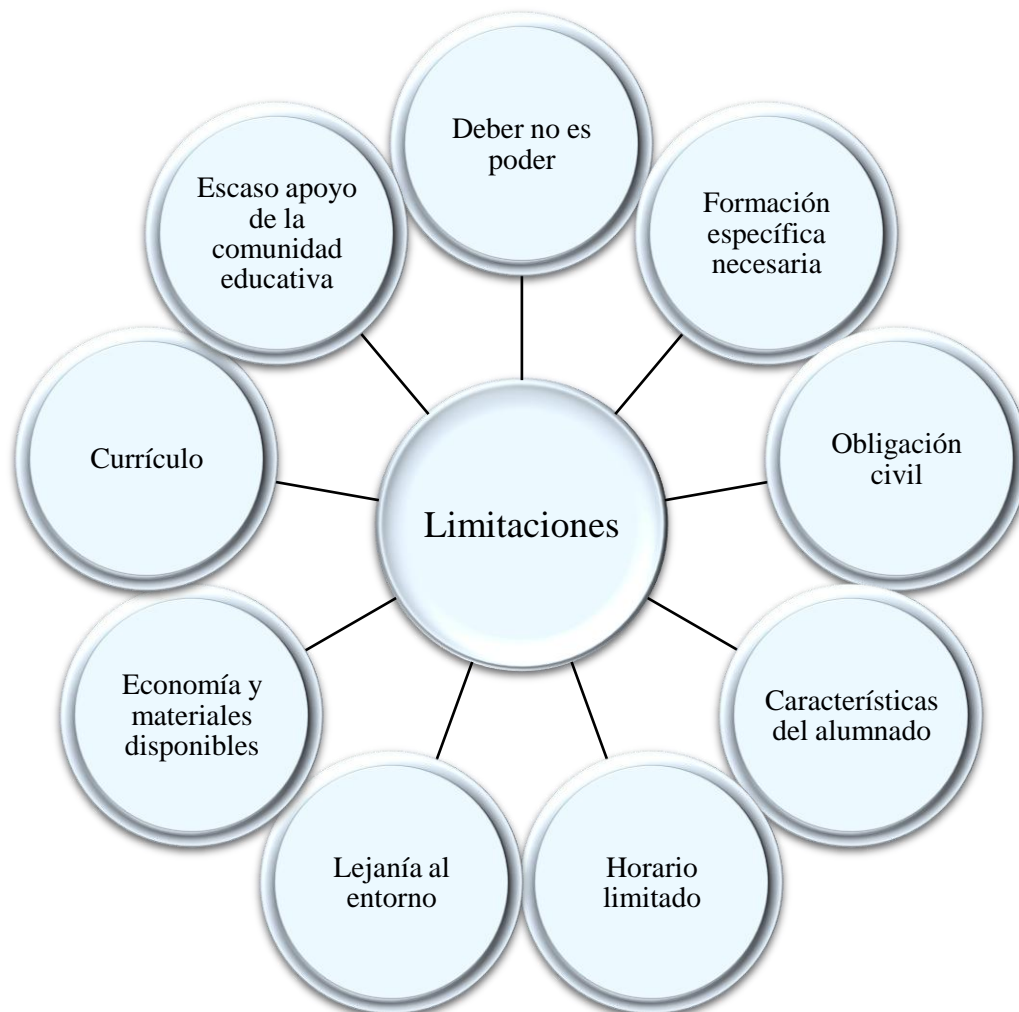 Deber no es
poder
Formación
específica
necesaria
Obligación
civil
Características
del alumnado
Horario
limitado
Lejanía al
entorno
Economía y
materiales
disponibles
Currículo
Escaso apoyo
de la
comunidad
educativa
Limitaciones